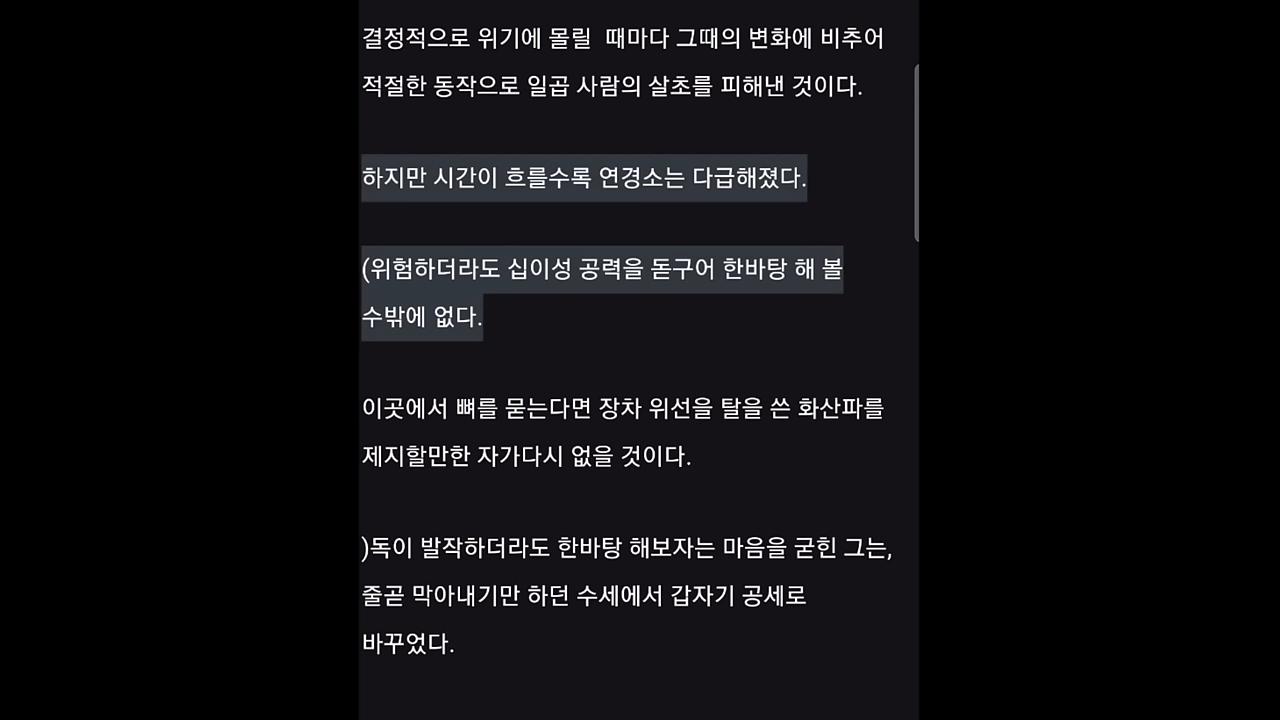 결정적으로 위기에 몰릴  때마다 그때의 변화에 비추어
적절한 동작으로 일곱 사람의 살초를 피해낸 것이다.
하지만 시간이 흐를수록 연경소는 다급해졌다.
(위험하더라도 십이성 공력을 돋구어 한바탕 해 볼
수밖에 없다.
이곳에서 뼈를 묻는다면 장차 위선을 탈을 쓴 화산파를
제지할만한 자가다시 없을 것이다.
)독이 발작하더라도 한바탕 해보자는 마음을 굳힌 그는,
줄곧 막아내기만 하던 수세에서 갑자기 공세로
바꾸었다.